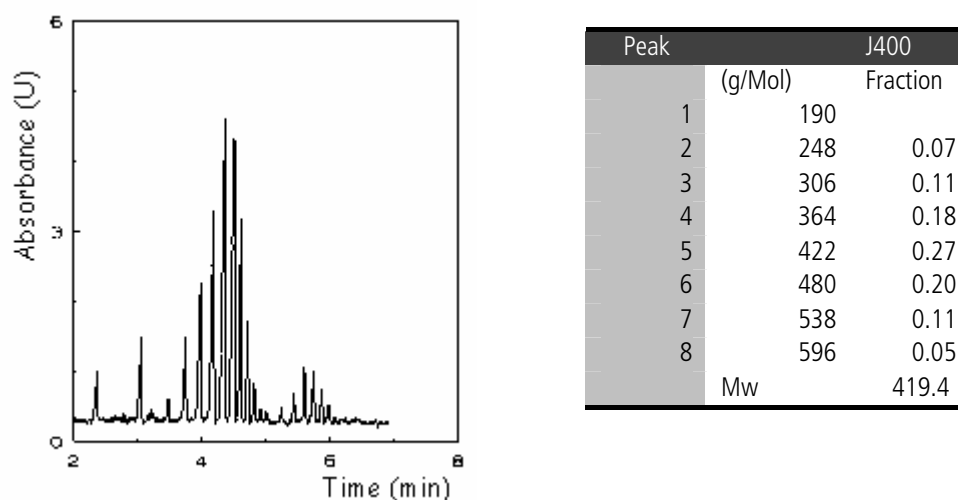 6
3
0
2 4 6 8
Absorbance (U)
Time (min)
Peak J400
(g/Mol) Fraction
1 190
2 248 0.07
3 306 0.11
4 364 0.18
5 422 0.27
6 480 0.20
7 538 0.11
8 596 0.05
Mw 419.4